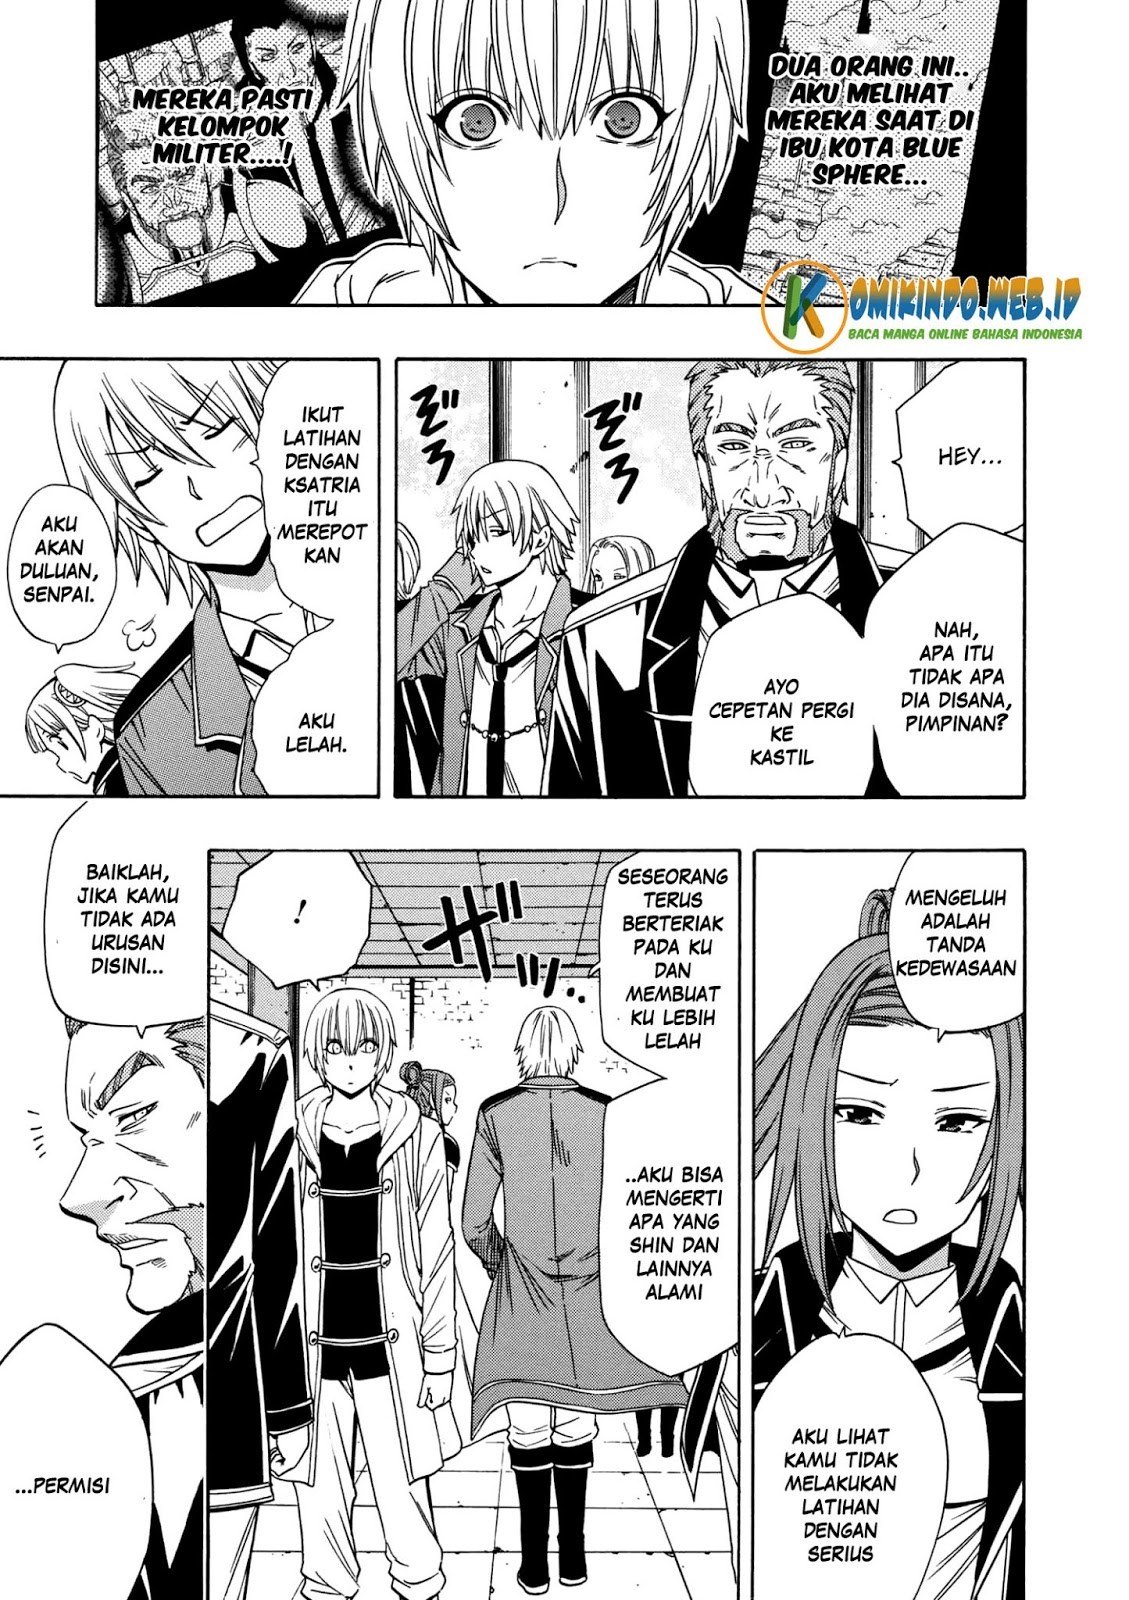 DUA ORANG INI..
AKU MELIHAT
MEREKA SAAT DI
IBU KOTA BLUE
SPHERE...
MEREKA PASTI
KELOMPOK
MILITER....!
KOMIKINDO.WEB.ID
BACA MANGA ONLINE BAHASA INDONESIA
HEY...
NAH,
APA ITU
TIDAK APA
DIA DISANA,
PIMPINAN?
AYO
CEPETAN PERGI
KE
KASTIL
ぞろ
ぞろ
IKUT
LATIHAN
DENGAN
KSATRIA
ITU
MEREPOT
KAN
AKU
LELAH.
AKU
AKAN
DULUAN,
SENPAI.
MENGELUH
ADALAH
TANDA
KEDEWASAAN
AKU LIHAT
KAMU TIDAK
MELAKUKAN
LATIHAN
DENGAN
SERIUS
SESEORANG
TERUS
BERTERIAK
PADA KU
DAN
MEMBUAT
KU LEBIH
LELAH
..AKU BISA
MENGERTI
APA YANG
SHIN DAN
LAINNYA
ALAMI
!
BAIKLAH,
JIKA KAMU
TIDAK ADA
URUSAN
DISINI...
...PERMISI